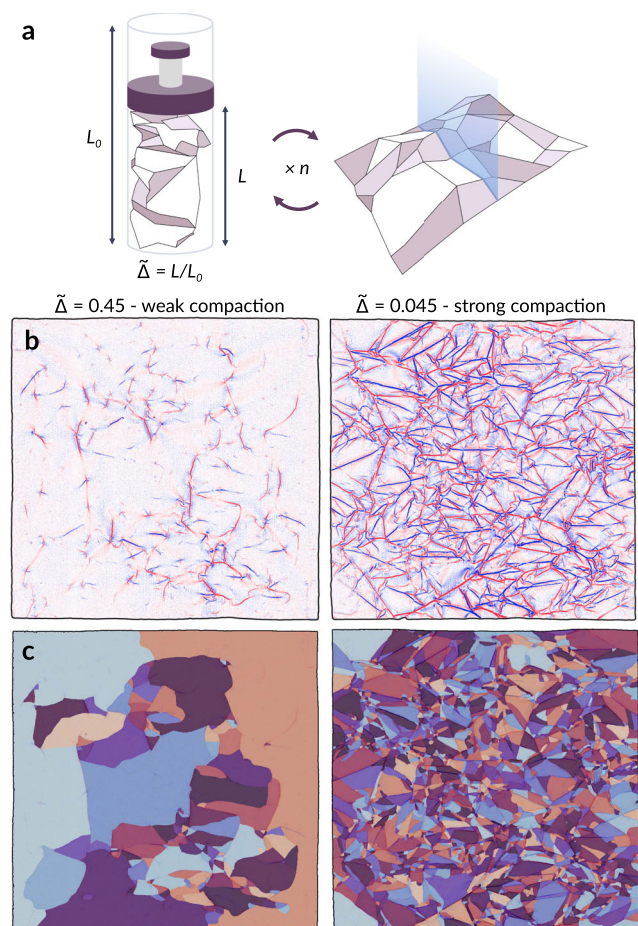 a
L₀
L
× n
Δ̃ = L/L₀
Δ̃ = 0.45 - weak compaction
Δ̃ = 0.045 - strong compaction
b
c